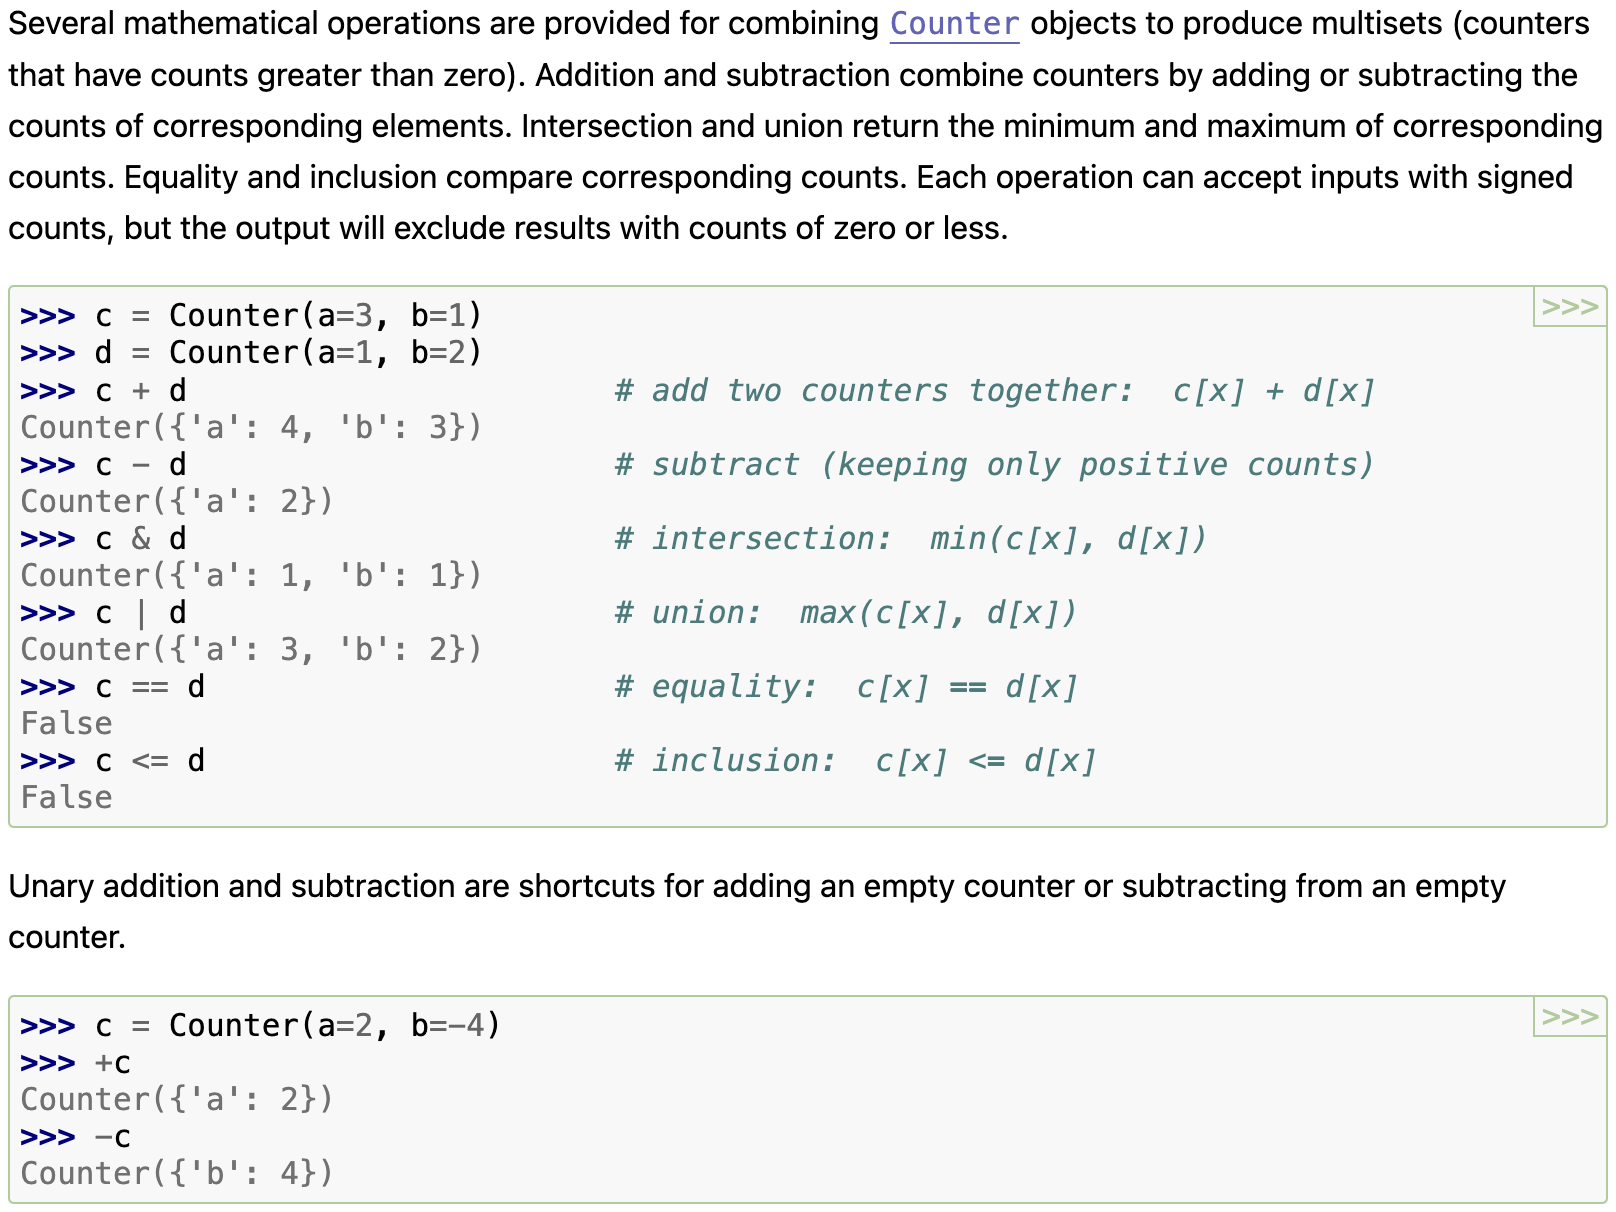 Several mathematical operations are provided for combining Counter objects to produce multisets (counters
that have counts greater than zero). Addition and subtraction combine counters by adding or subtracting the
counts of corresponding elements. Intersection and union return the minimum and maximum of corresponding
counts. Equality and inclusion compare corresponding counts. Each operation can accept inputs with signed
counts, but the output will exclude results with counts of zero or less.
>>>
>>> c = Counter(a=3, b=1)
>>> d = Counter(a=1, b=2)
>>> c + d                       # add two counters together:  c[x] + d[x]
Counter({'a': 4, 'b': 3})
>>> c - d                       # subtract (keeping only positive counts)
Counter({'a': 2})
>>> c & d                       # intersection:  min(c[x], d[x])
Counter({'a': 1, 'b': 1})
>>> c | d                       # union:  max(c[x], d[x])
Counter({'a': 3, 'b': 2})
>>> c == d                      # equality:  c[x] == d[x]
False
>>> c <= d                      # inclusion:  c[x] <= d[x]
False
Unary addition and subtraction are shortcuts for adding an empty counter or subtracting from an empty
counter.
>>>
>>> c = Counter(a=2, b=-4)
>>> +c
Counter({'a': 2})
>>> -c
Counter({'b': 4})